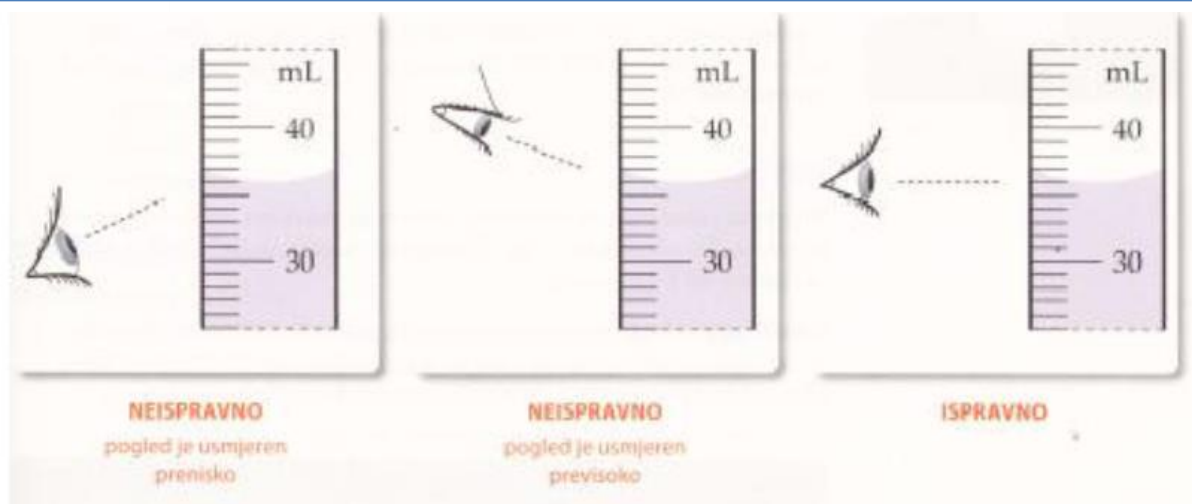 mL
40
30
NEISPRAVNO
pogled je usmjeren
prenisko
mL
40
30
NEISPRAVNO
pogled je usmjeren
previsoko
mL
40
30
ISPRAVNO